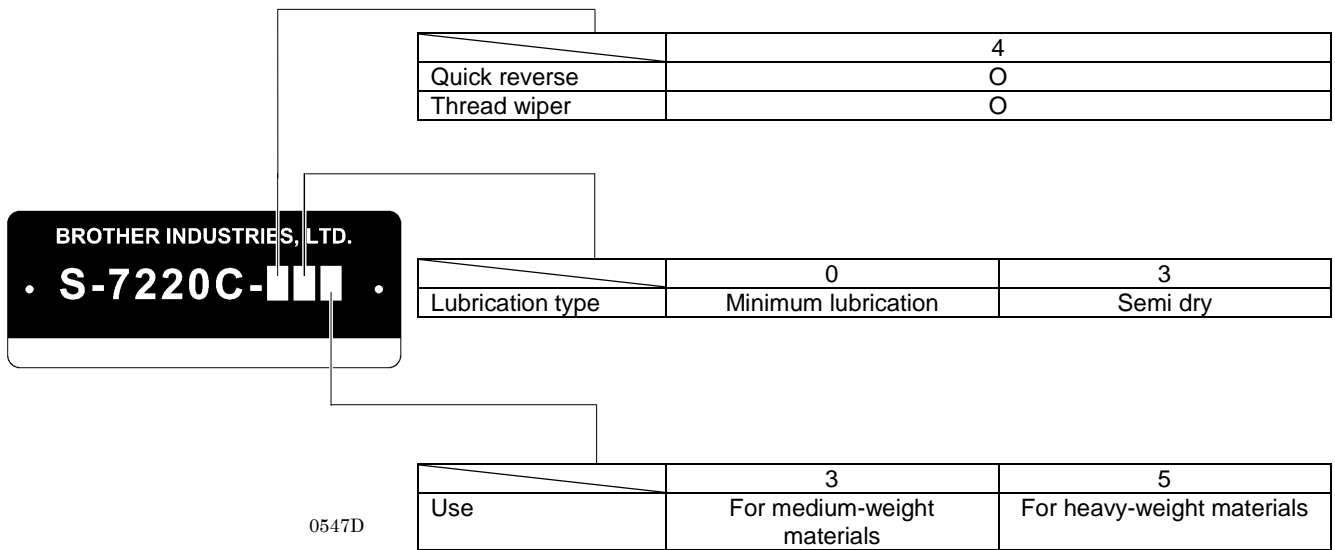 4
Quick reverse O
Thread wiper O
BROTHER INDUSTRIES, LTD.
S-7220C-
0 3
Lubrication type Minimum lubrication Semi dry
3 5
Use For medium-weight For heavy-weight materials
materials
0547D